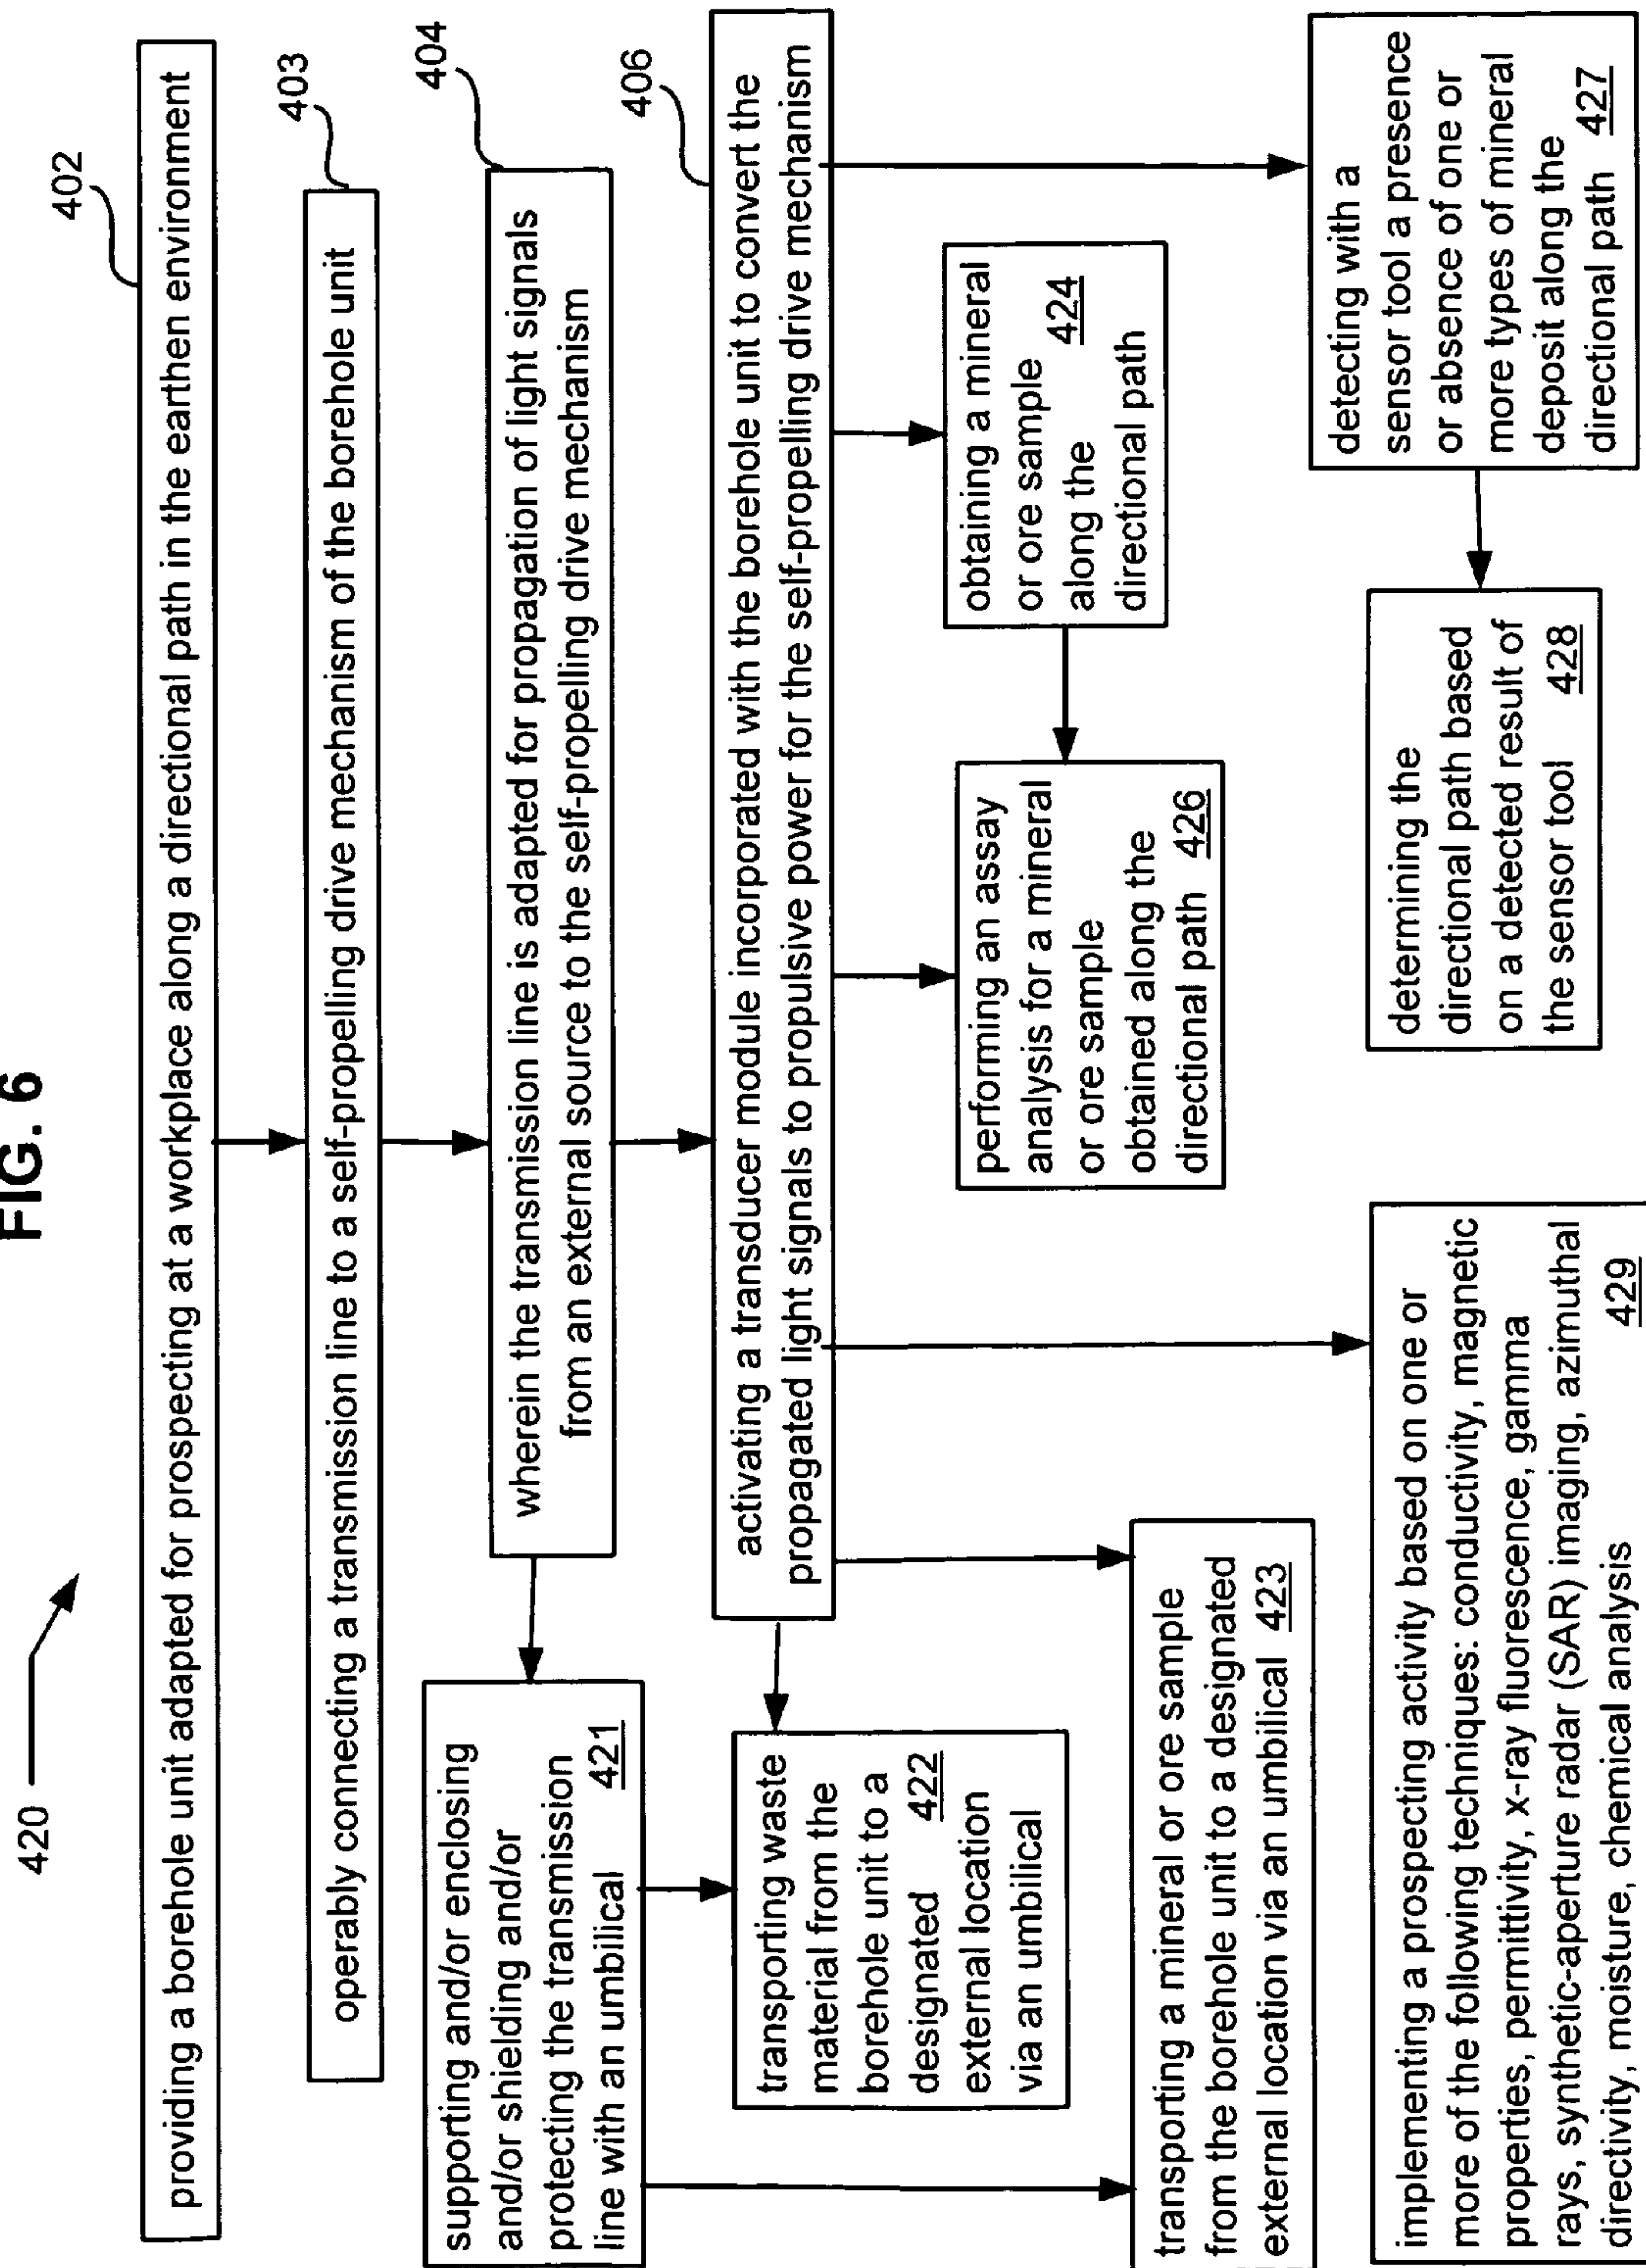 FIG. 6
420
402
providing a borehole unit adapted for prospecting at a workplace along a directional path in the earthen environment
403
operably connecting a transmission line to a self-propelling drive mechanism of the borehole unit
404
wherein the transmission line is adapted for propagation of light signals
from an external source to the self-propelling drive mechanism
406
activating a transducer module incorporated with the borehole unit to convert the
propagated light signals to propulsive power for the self-propelling drive mechanism
supporting and/or enclosing
and/or shielding and/or
protecting the transmission
line with an umbilical 421
transporting waste
material from the
borehole unit to a
designated 422
external location
via an umbilical
transporting a mineral or ore sample
from the borehole unit to a designated
external location via an umbilical 423
obtaining a mineral
or ore sample
along the 424
directional path
performing an assay
analysis for a mineral
or ore sample
obtained along the
directional path 426
detecting with a
sensor tool a presence
or absence of one or
more types of mineral
deposit along the
directional path 427
determining the
directional path based
on a detected result of
the sensor tool 428
implementing a prospecting activity based on one or
more of the following techniques: conductivity, magnetic
properties, permittivity, x-ray fluorescence, gamma
rays, synthetic-aperture radar (SAR) imaging, azimuthal
directivity, moisture, chemical analysis 429